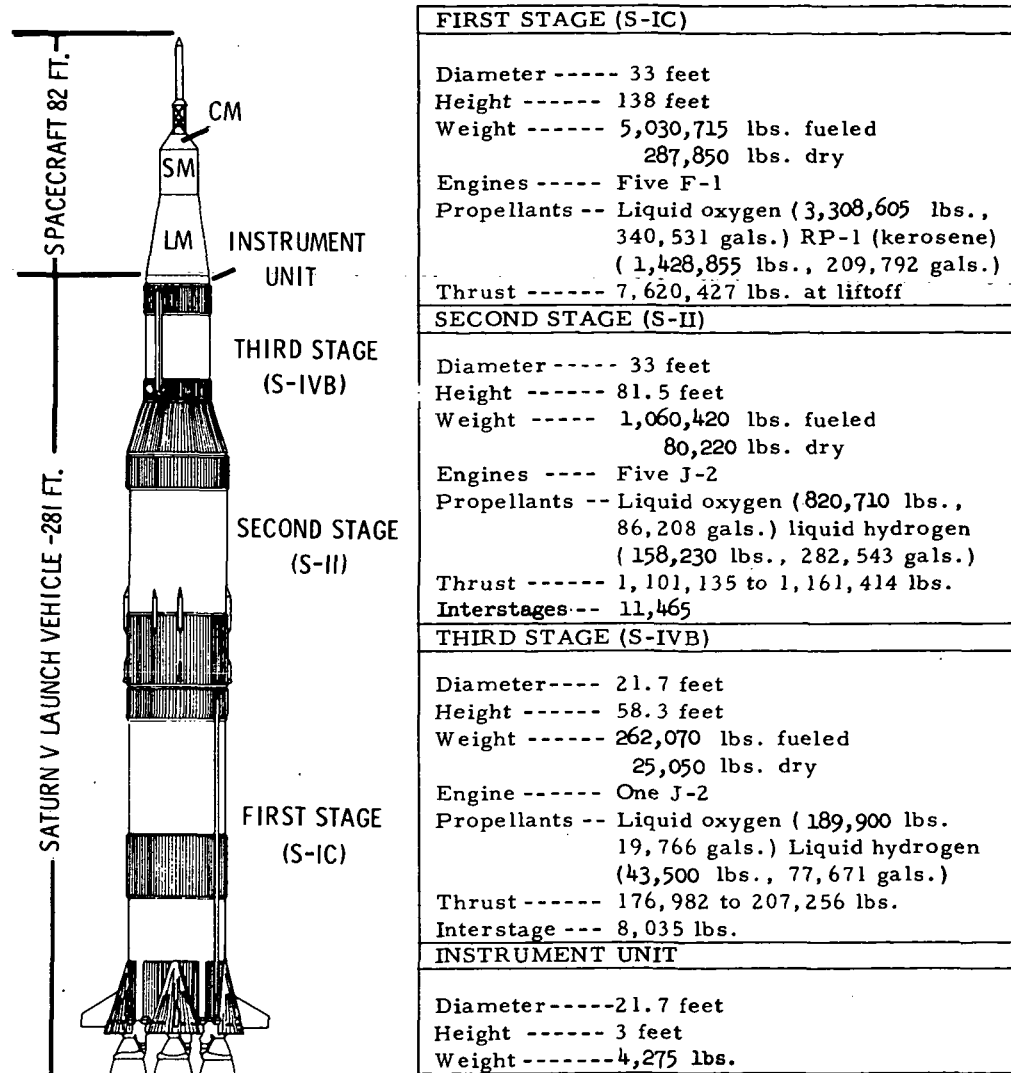 SPACECRAFT 82 FT.
CM
SM
LM
INSTRUMENT
UNIT
THIRD STAGE
(S-IVB)
SATURN V LAUNCH VEHICLE -281 FT.
SECOND STAGE
(S-II)
FIRST STAGE
(S-IC)
FIRST STAGE (S-IC)
Diameter ----- 33 feet
Height ------ 138 feet
Weight ------ 5,030,715 lbs. fueled
287,850 lbs. dry
Engines ----- Five F-1
Propellants -- Liquid oxygen (3,308,605 lbs.,
340,531 gals.) RP-1 (kerosene)
(1,428,855 lbs., 209,792 gals.)
Thrust ------ 7,620,427 lbs. at liftoff
SECOND STAGE (S-II)
Diameter ----- 33 feet
Height ------ 81.5 feet
Weight ----- 1,060,420 lbs. fueled
80,220 lbs. dry
Engines ---- Five J-2
Propellants -- Liquid oxygen (820,710 lbs.,
86,208 gals.) liquid hydrogen
(158,230 lbs., 282,543 gals.)
Thrust ------ 1,101,135 to 1,161,414 lbs.
Interstages -- 11,465
THIRD STAGE (S-IVB)
Diameter---- 21.7 feet
Height ------ 58.3 feet
Weight ------ 262,070 lbs. fueled
25,050 lbs. dry
Engine ------ One J-2
Propellants -- Liquid oxygen (189,900 lbs.
19,766 gals.) Liquid hydrogen
(43,500 lbs., 77,671 gals.)
Thrust ------ 176,982 to 207,256 lbs.
Interstage --- 8,035 lbs.
INSTRUMENT UNIT
Diameter-----21.7 feet
Height ------ 3 feet
Weight -------4,275 lbs.